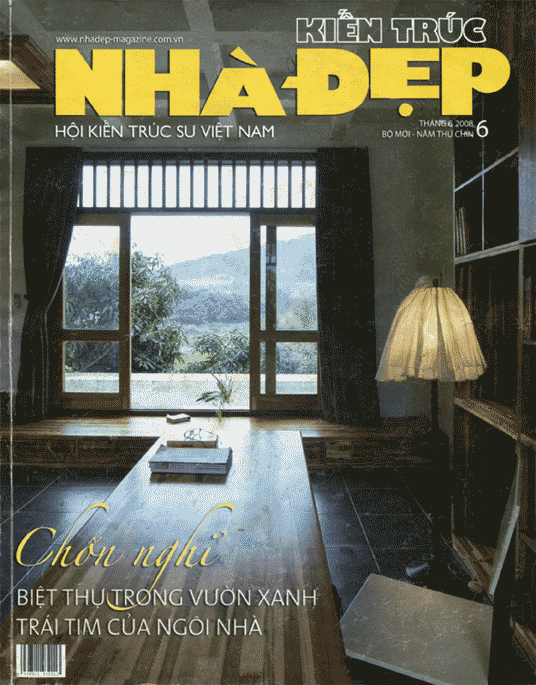 www.nhadep-magazine.com.vn
KIẾN TRÚC
NHÀ ĐẸP
HỘI KIẾN TRÚC SƯ VIỆT NAM
THÁNG 6 2008,
BỘ MỚI - NĂM THỨ CHÍN 6
Chốn nghỉ
BIỆT THỰ TRONG VƯỜN XANH
TRÁI TIM CỦA NGÔI NHÀ